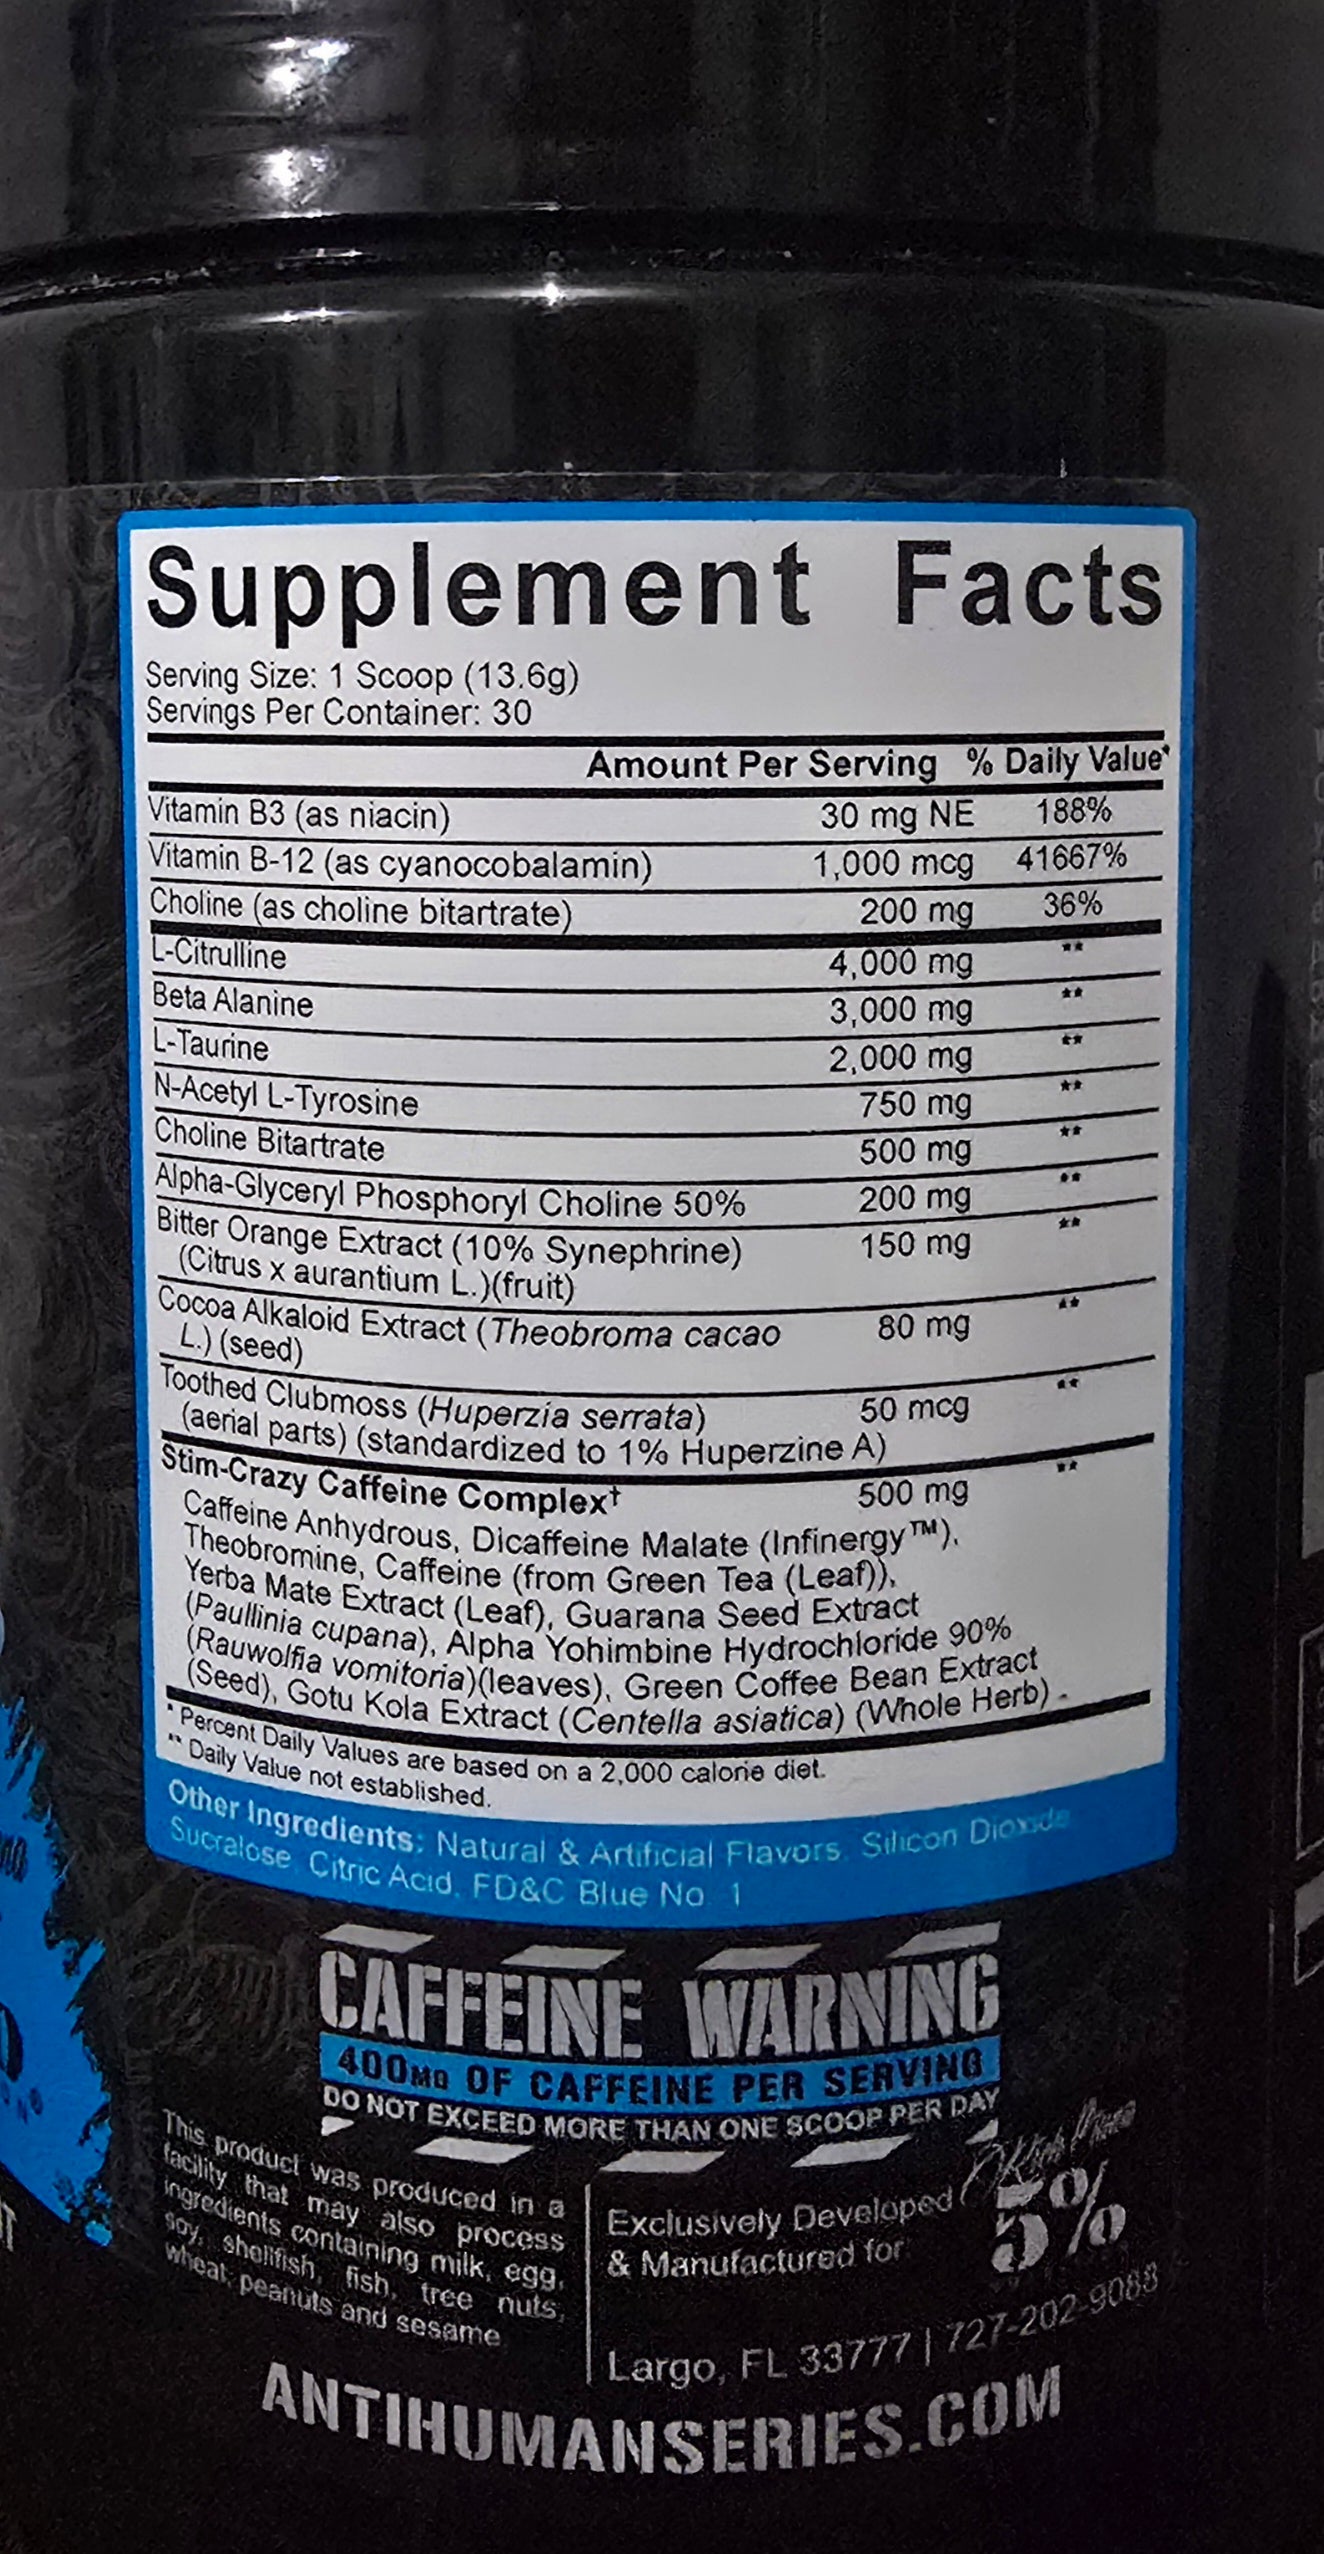 Supplement Facts
Serving Size: 1 Scoop (13.6g)
Servings Per Container: 30
Amount Per Serving % Daily Value*
Vitamin B3 (as niacin) 30 mg NE 188%
Vitamin B-12 (as cyanocobalamin) 1,000 mcg 41667%
Choline (as choline bitartrate) 200 mg 36%
L-Citrulline 4,000 mg **
Beta Alanine 3,000 mg **
L-Taurine 2,000 mg **
N-Acetyl L-Tyrosine 750 mg **
Choline Bitartrate 500 mg **
Alpha-Glyceryl Phosphoryl Choline 50% 200 mg **
Bitter Orange Extract (10% Synephrine) 150 mg **
(Citrus x aurantium L.)(fruit)
Cocoa Alkaloid Extract (Theobroma cacao 80 mg **
L.) (seed)
Toothed Clubmoss (Huperzia serrata) 50 mcg **
(aerial parts) (standardized to 1% Huperzine A)
Stim-Crazy Caffeine Complex† 500 mg **
Caffeine Anhydrous, Dicaffeine Malate (Infinergy™),
Theobromine, Caffeine (from Green Tea (Leaf)),
Yerba Mate Extract (Leaf), Guarana Seed Extract
(Paullinia cupana), Alpha Yohimbine Hydrochloride 90%
(Rauwolfia vomitoria)(leaves), Green Coffee Bean Extract
(Seed), Gotu Kola Extract (Centella asiatica) (Whole Herb)
* Percent Daily Values are based on a 2,000 calorie diet.
** Daily Value not established.
Other Ingredients: Natural & Artificial Flavors, Silicon Dioxide
Sucralose, Citric Acid, FD&C Blue No. 1
CAFFEINE WARNING
400MG OF CAFFEINE PER SERVING
DO NOT EXCEED MORE THAN ONE SCOOP PER DAY
This product was produced in a
facility that may also process
ingredients containing milk, egg,
soy, shellfish, fish, tree nuts,
wheat, peanuts and sesame
Exclusively Developed
& Manufactured for:
5%
Largo, FL 33777 | 727-202-9088
ANTIHUMANSERIES.COM